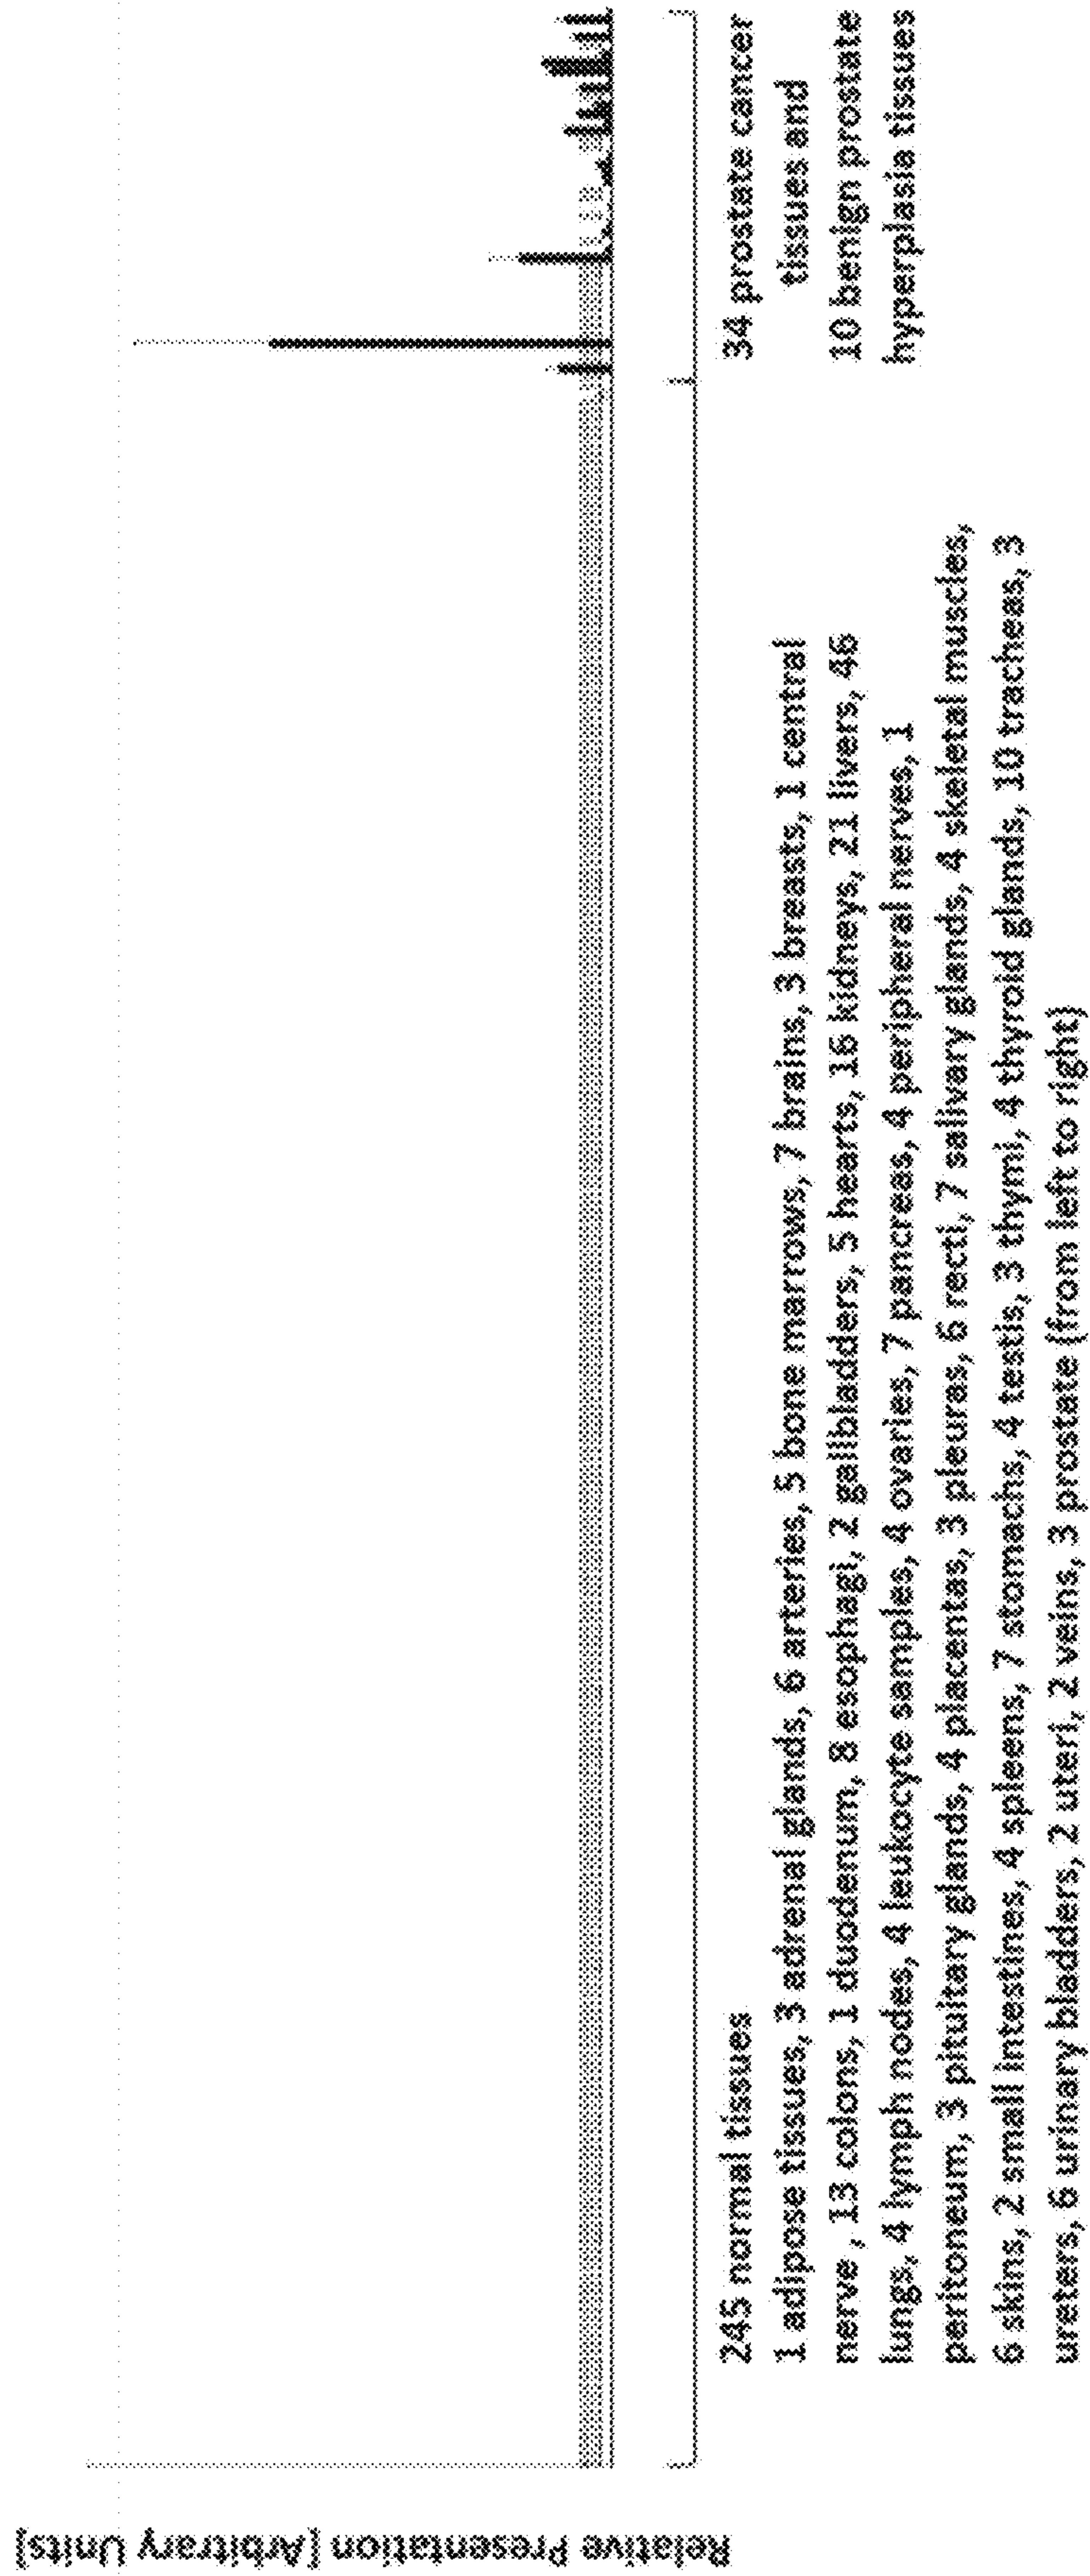 Relative Presentation [Arbitrary Units]
245 normal tissues
1 adipose tissues, 3 adrenal glands, 6 arteries, 5 bone marrows, 7 brains, 3 breasts, 1 central
nerve , 13 colons, 1 duodenum, 8 esophagi, 2 gallbladders, 5 hearts, 16 kidneys, 21 livers, 46
lungs, 4 lymph nodes, 4 leukocyte samples, 4 ovaries, 7 pancreas, 4 peripheral nerves, 1
peritoneum, 3 pituitary glands, 4 placentas, 3 pleuras, 6 recti, 7 salivary glands, 4 skeletal muscles,
6 skins, 2 small intestines, 4 spleens, 7 stomachs, 4 testis, 3 thymi, 4 thyroid glands, 10 tracheas, 3
ureters, 6 urinary bladders, 2 uteri, 2 veins, 3 prostate (from left to right)
34 prostate cancer
tissues and
10 benign prostate
hyperplasia tissues